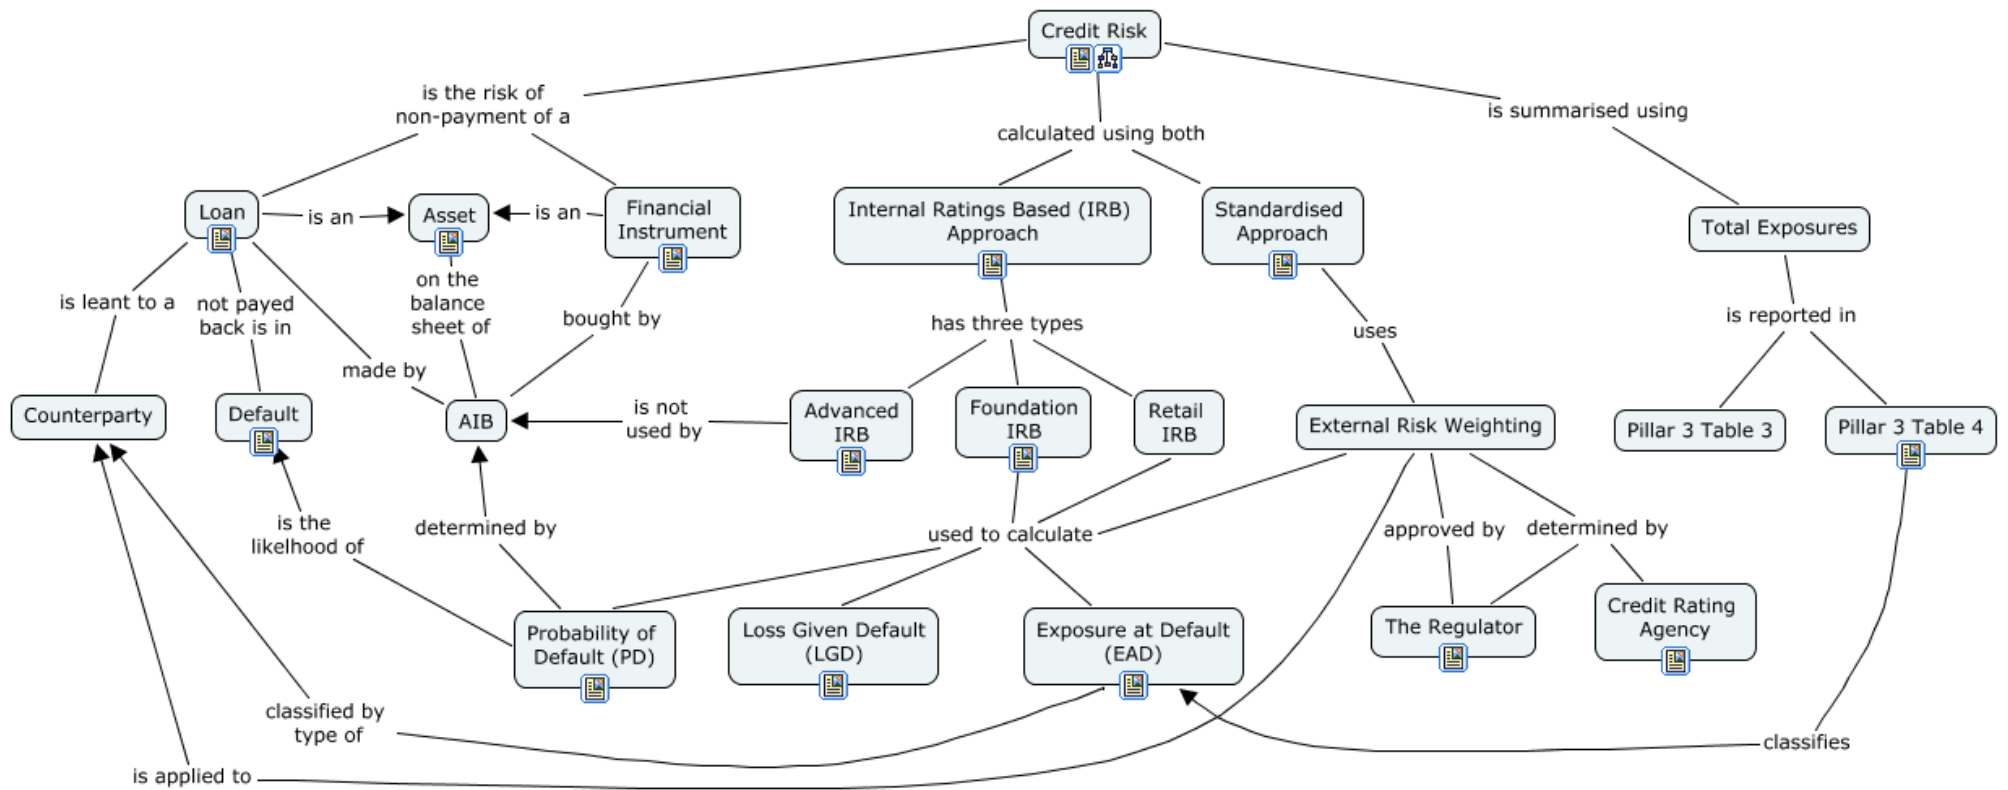 Credit Risk
is the risk of
non-payment of a
calculated using both
is summarised using
Loan
is an
Asset
is an
Financial
Instrument
Internal Ratings Based (IRB)
Approach
Standardised
Approach
Total Exposures
is leant to a
not payed
back is in
made by
on the
balance
sheet of
bought by
has three types
uses
is reported in
Counterparty
Default
AIB
is not
used by
Advanced
IRB
Foundation
IRB
Retail
IRB
External Risk Weighting
Pillar 3 Table 3
Pillar 3 Table 4
is the
likelhood of
determined by
used to calculate
approved by
determined by
Probability of
Default (PD)
Loss Given Default
(LGD)
Exposure at Default
(EAD)
The Regulator
Credit Rating
Agency
classified by
type of
classifies
is applied to